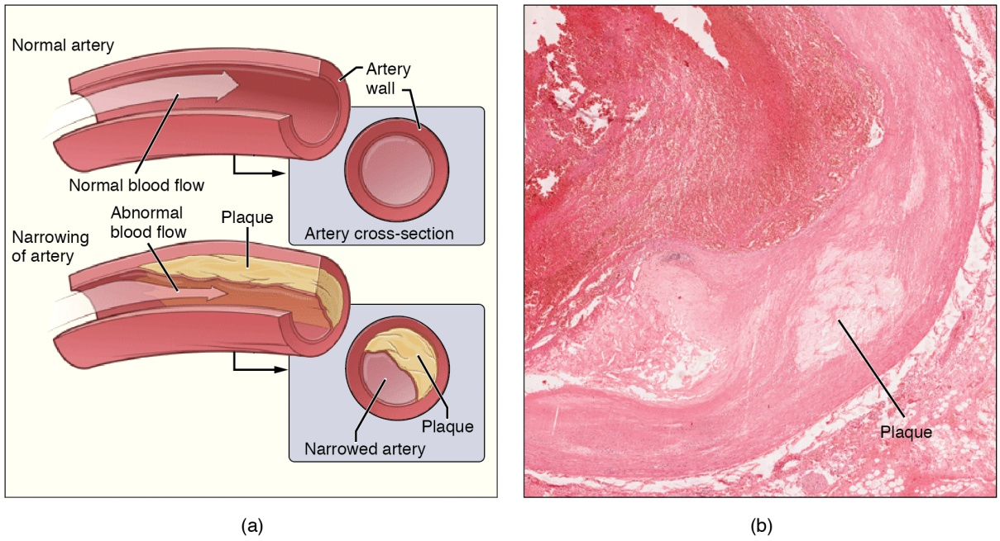 Normal artery
Artery
wall
Normal blood flow
Artery cross-section
Abnormal
blood flow
Plaque
Narrowing
of artery
Plaque
Narrowed artery
Plaque
(a)
(b)